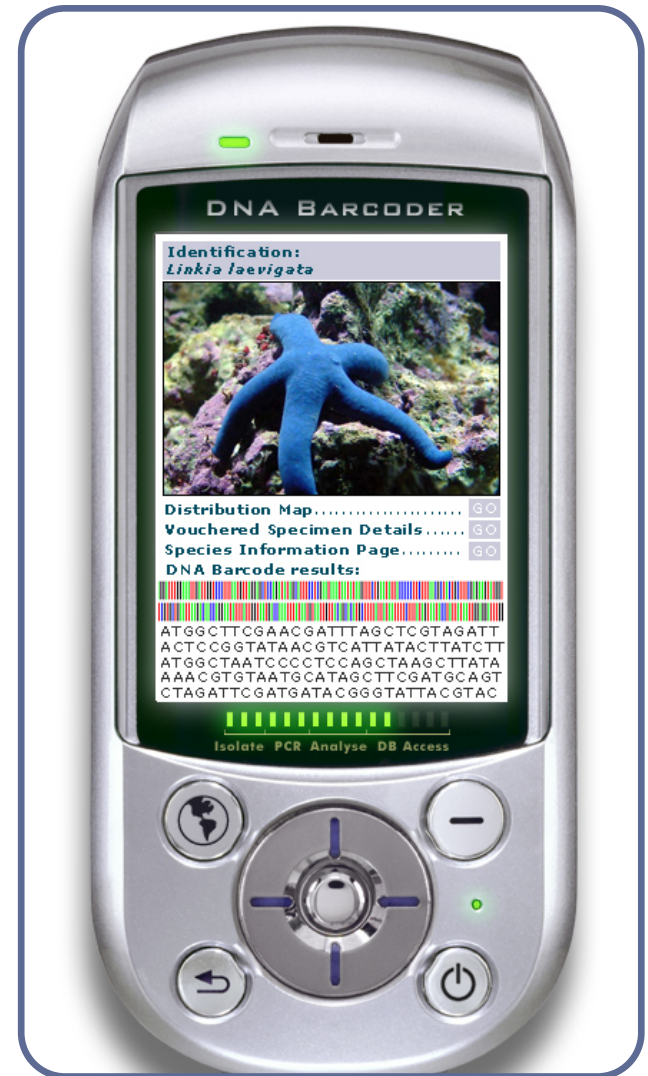 DNA BARCODER
Identification:
Linkia laevigata
Distribution Map...................... GO
Vouchered Specimen Details...... GO
Species Information Page......... GO
DNA Barcode results:
ATGGCTTCGAACGATTTAGCTCGTAGATT
ACTCCGGTATAACGTCATTATACTTATCTT
ATGGCTAATCCCCTCCAGCTAAGCTTATA
AAACGTGTAATGCATAGCTTCGATGCAGT
CTAGATTCGATGATACGGGTATTACGTAC
Isolate PCR Analyse DB Access